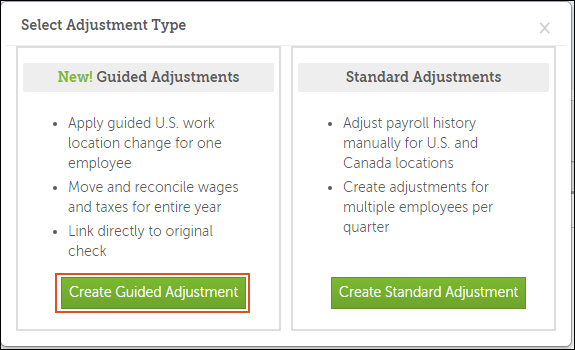 Select Adjustment Type
New! Guided Adjustments
• Apply guided U.S. work
location change for one
employee
• Move and reconcile wages
and taxes for entire year
• Link directly to original
check
Create Guided Adjustment
Standard Adjustments
• Adjust payroll history
manually for U.S. and
Canada locations
• Create adjustments for
multiple employees per
quarter
Create Standard Adjustment